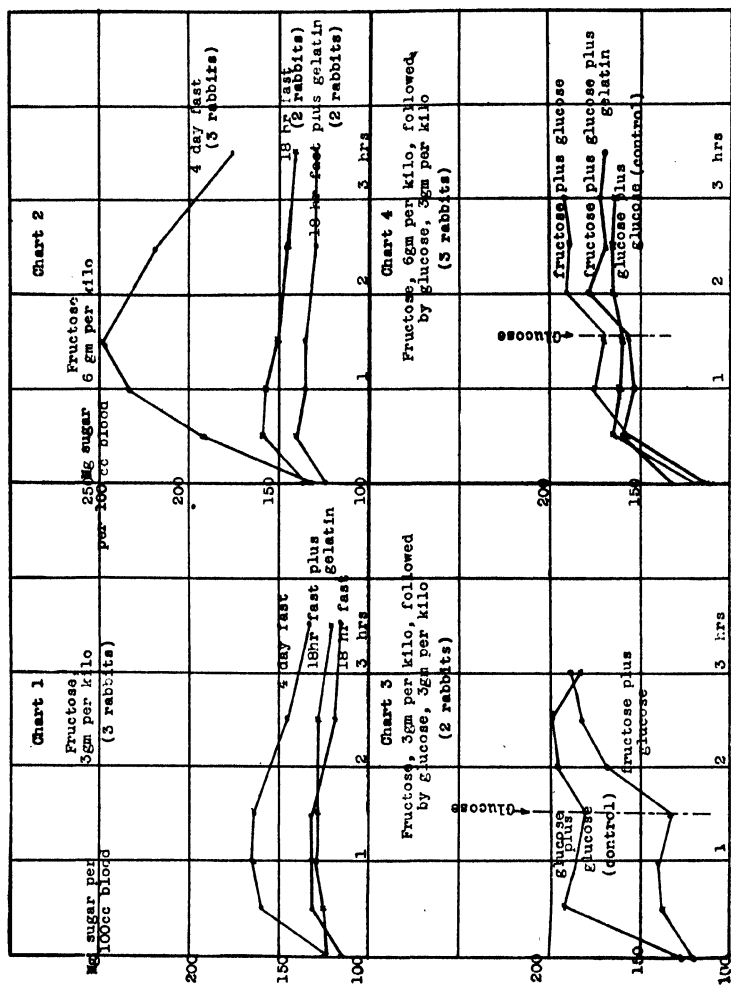 Chart 1
Fructose,
3gm per kilo
(3 rabbits)
Mg sugar per
100cc blood
150
100
4 day fast
18hr fast plus
gelatin
18 hr fast
1
2
3 hrs
Chart 2
Fructose
6 gm per kilo
250
Mg sugar
per 100 cc blood
200
150
100
4 day fast
(3 rabbits)
18 hr fast
(2 rabbits)
18 hr fast plus gelatin
(2 rabbits)
1
2
3 hrs
Chart 3
Fructose, 3gm per kilo, followed
by glucose, 3gm per kilo
(2 rabbits)
200
150
100
Glucose
glucose
plus
glucose
(control)
fructose plus
glucose
1
2
3 hrs
Chart 4
Fructose, 6gm per kilo, followed
by glucose, 3gm per kilo
(3 rabbits)
200
150
100
Glucose
fructose plus glucose
fructose plus glucose plus
gelatin
glucose plus
glucose (control)
1
2
3 hrs